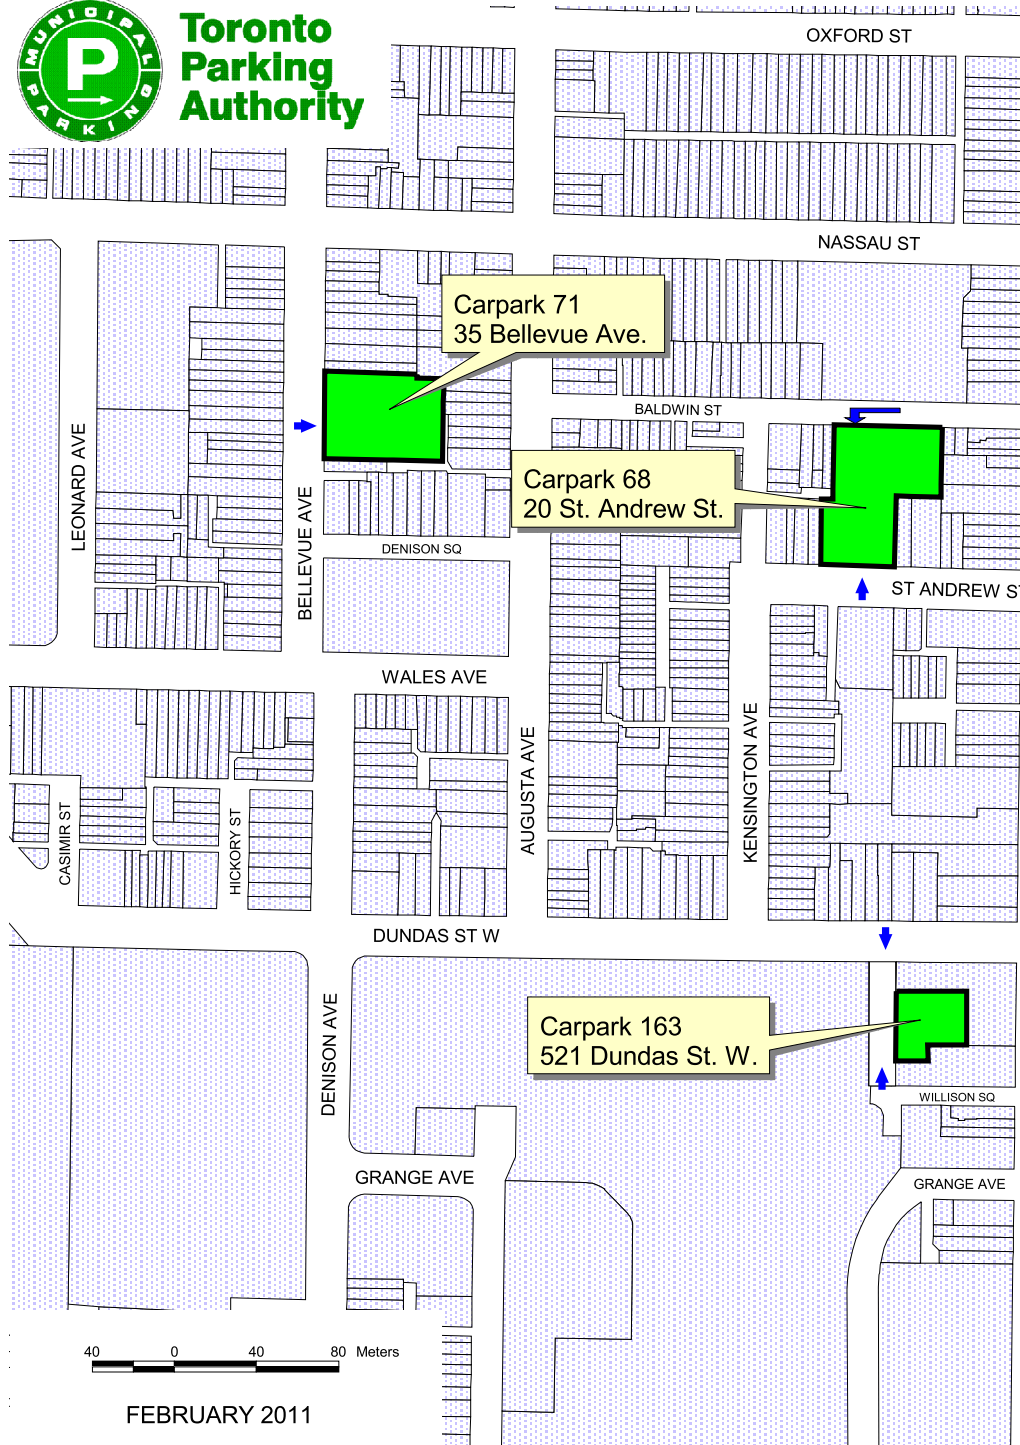 MUNICIPAL
P
PARKING
Toronto
Parking
Authority
OXFORD ST
NASSAU ST
Carpark 71
35 Bellevue Ave.
BALDWIN ST
LEONARD AVE
Carpark 68
20 St. Andrew St.
BELLEVUE AVE
DENISON SQ
ST ANDREW ST
WALES AVE
AUGUSTA AVE
KENSINGTON AVE
CASIMIR ST
HICKORY ST
DUNDAS ST W
DENISON AVE
Carpark 163
521 Dundas St. W.
WILLISON SQ
GRANGE AVE
GRANGE AVE
40 0 40 80 Meters
FEBRUARY 2011